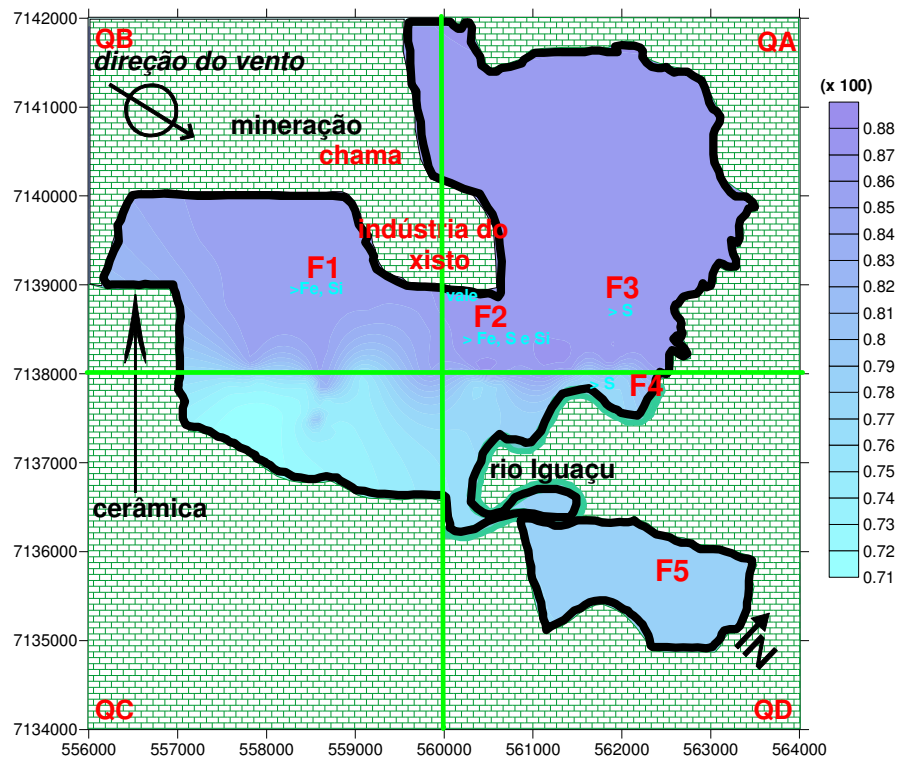 7142000
7141000
7140000
7139000
7138000
7137000
7136000
7135000
7134000
556000 557000 558000 559000 560000 561000 562000 563000 564000
QB
QA
direção do vento
mineração
chama
indústria do
xisto
F1
>Fe, Si
vale
F2
> Fe, S e Si
F3
> S
> S
F4
rio Iguaçu
cerâmica
F5
N
QC
QD
(x 100)
0.88
0.87
0.86
0.85
0.84
0.82
0.81
0.8
0.79
0.78
0.77
0.76
0.75
0.74
0.73
0.72
0.71